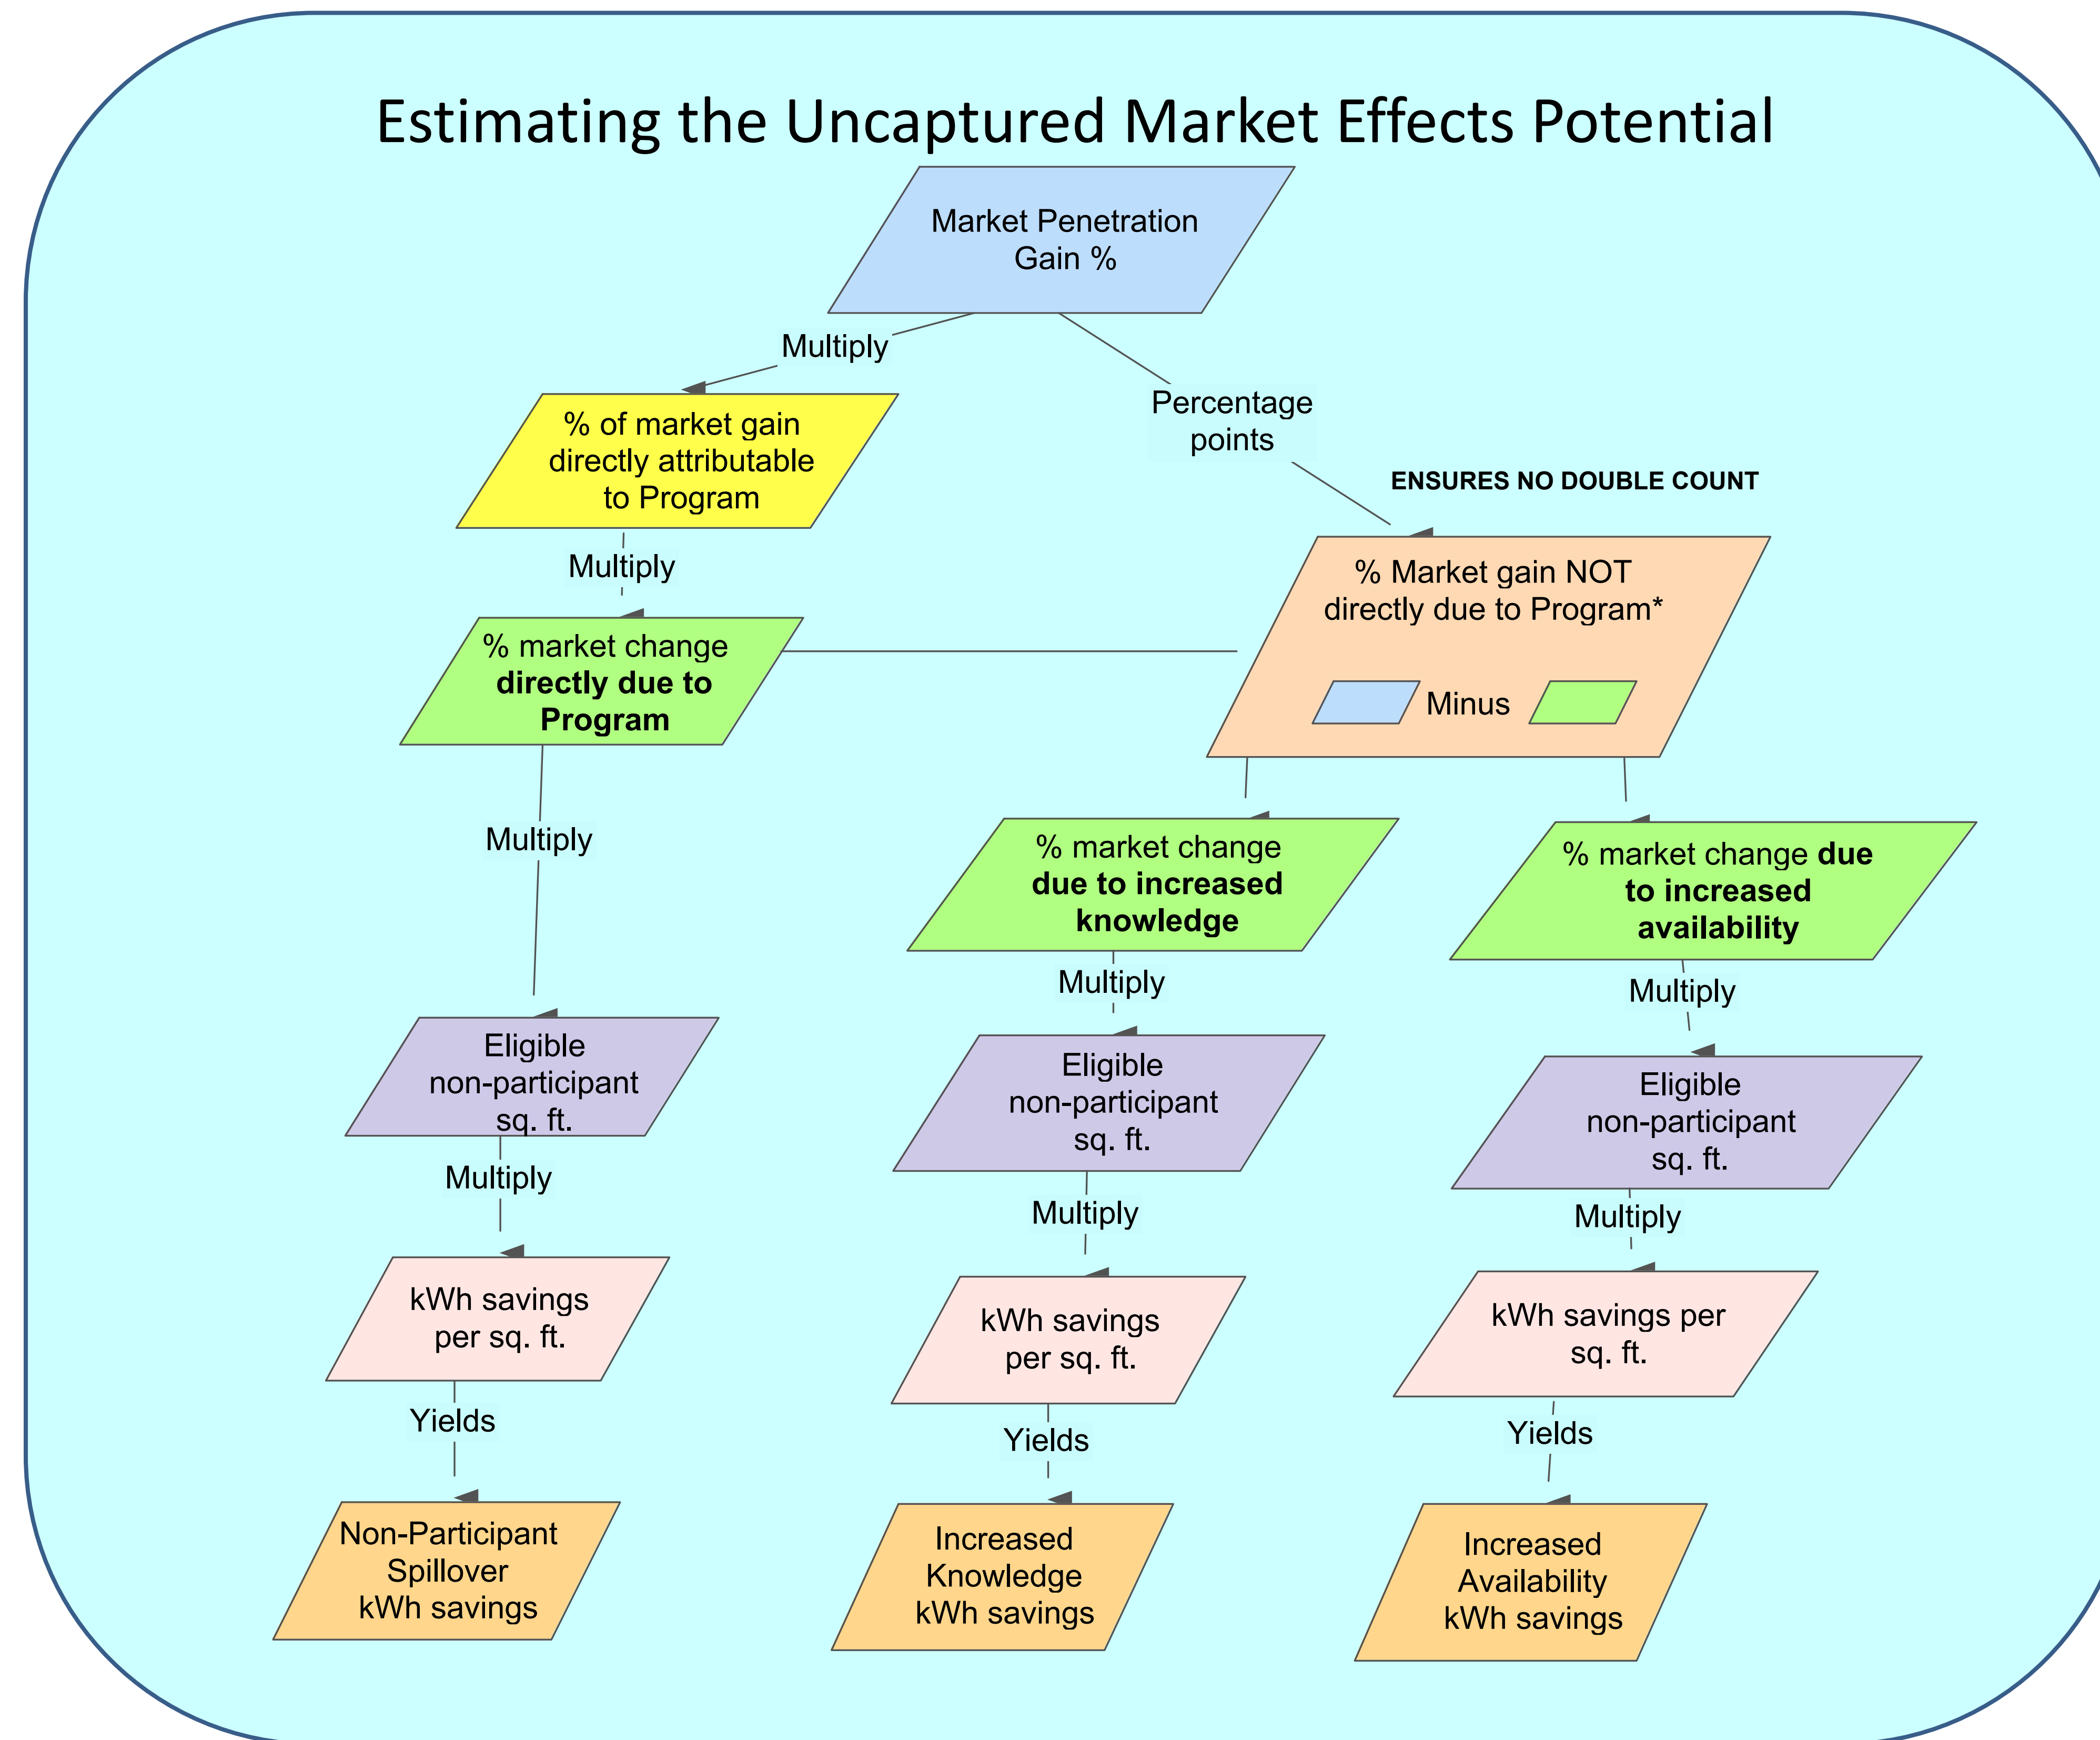 Estimating the Uncaptured Market Effects Potential
Market Penetration
Gain %
Multiply
Percentage
points
% of market gain
directly attributable
to Program
ENSURES NO DOUBLE COUNT
Multiply
% Market gain NOT
directly due to Program*
Minus
% market change
directly due to
Program
Multiply
% market change
due to increased
knowledge
% market change due
to increased
availability
Multiply
Multiply
Eligible
non-participant
sq. ft.
Eligible
non-participant
sq. ft.
Eligible
non-participant
sq. ft.
Multiply
Multiply
Multiply
kWh savings
per sq. ft.
kWh savings
per sq. ft.
kWh savings per
sq. ft.
Yields
Yields
Yields
Non-Participant
Spillover
kWh savings
Increased
Knowledge
kWh savings
Increased
Availability
kWh savings